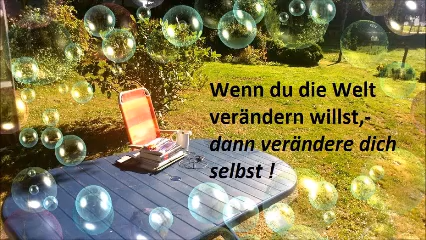 Wenn du die Welt
verändern willst,-
dann verändere dich
selbst !